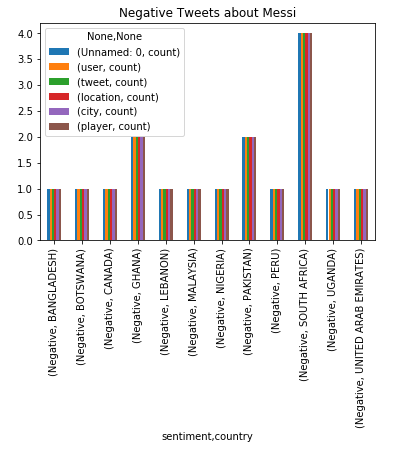 Negative Tweets about Messi
None,None
(Unnamed: 0, count)
(user, count)
(tweet, count)
(location, count)
(city, count)
(player, count)
4.0
3.5
3.0
2.5
2.0
1.5
1.0
0.5
0.0
(Negative, BANGLADESH)
(Negative, BOTSWANA)
(Negative, CANADA)
(Negative, GHANA)
(Negative, LEBANON)
(Negative, MALAYSIA)
(Negative, NIGERIA)
(Negative, PAKISTAN)
(Negative, PERU)
(Negative, SOUTH AFRICA)
(Negative, UGANDA)
(Negative, UNITED ARAB EMIRATES)
sentiment,country